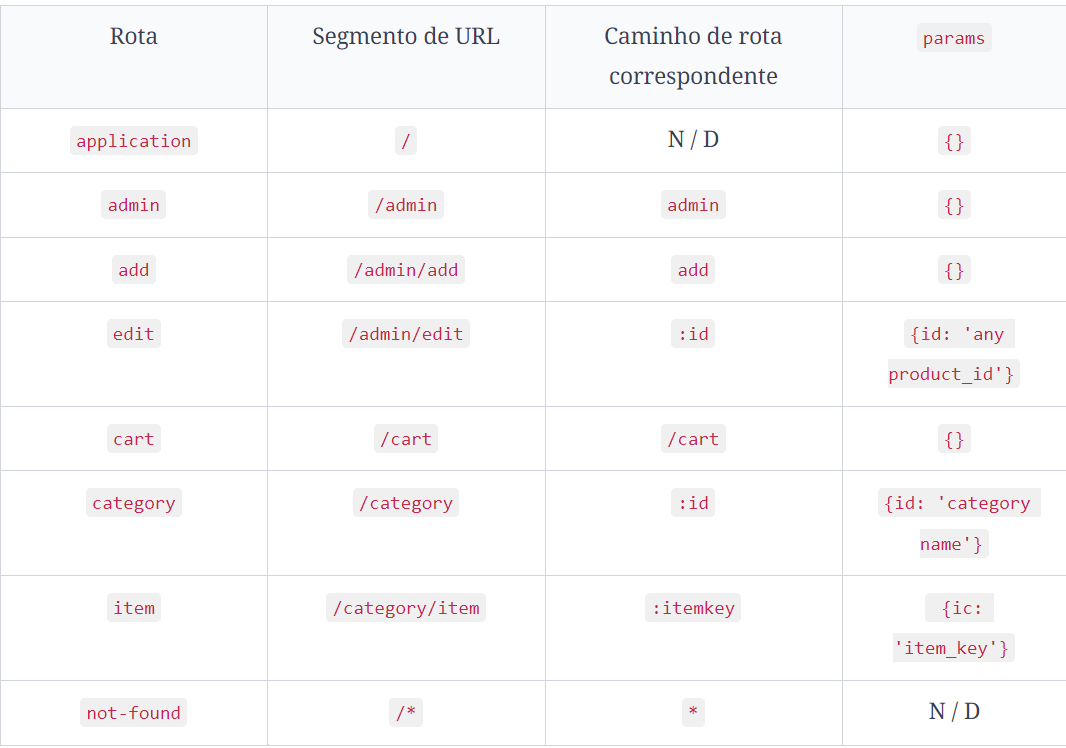 Rota Segmento de URL Caminho de rota correspondente params
application / N / D {}
admin /admin admin {}
add /admin/add add {}
edit /admin/edit :id {id: 'any product_id'}
cart /cart /cart {}
category /category :id {id: 'category name'}
item /category/item :itemkey {ic: 'item_key'}
not-found /* * N / D